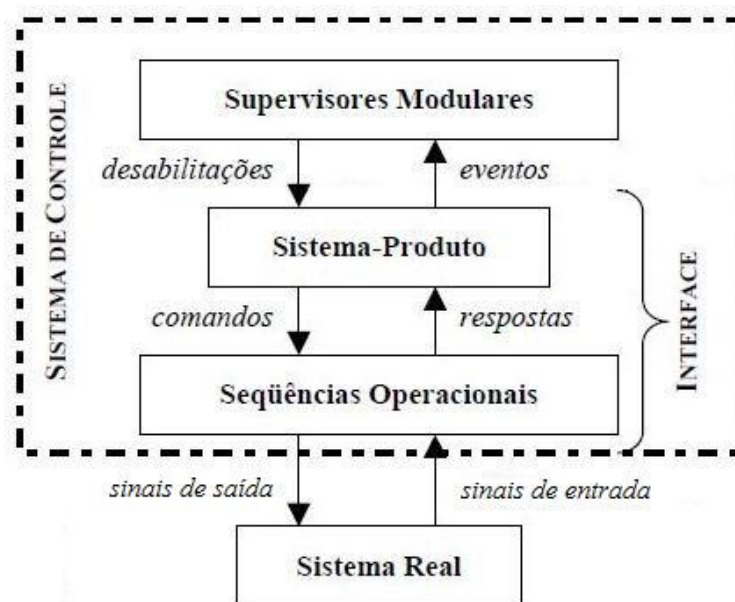 SISTEMA DE CONTROLE
Supervisores Modulares
desabilitações
eventos
Sistema-Produto
comandos
respostas
INTERFACE
Seqüências Operacionais
sinais de saída
sinais de entrada
Sistema Real